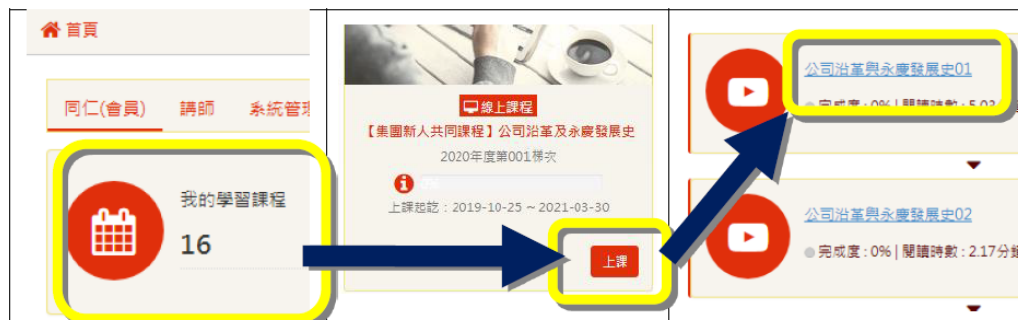 首頁
同仁(會員) 講師 系統管理
我的學習課程
16
線上課程
【集團新人共同課程】公司沿革及永慶發展史
2020年度第001梯次
上課起訖：2019-10-25 ~ 2021-03-30
上課
公司沿革與永慶發展史01
完成度：0% | 閱讀時數：5.03
公司沿革與永慶發展史02
完成度：0% | 閱讀時數：2.17分鐘